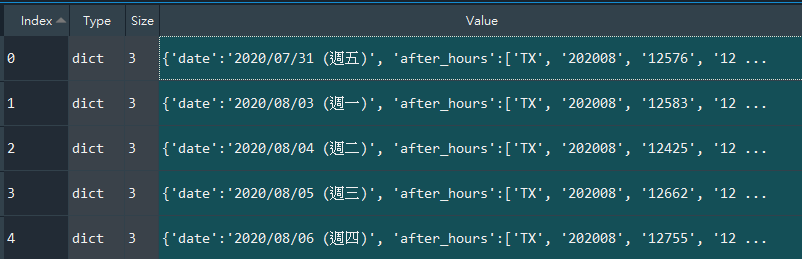 Index Type Size Value
0 dict 3 {'date':'2020/07/31 (週五)', 'after_hours':['TX', '202008', '12576', '12 ...
1 dict 3 {'date':'2020/08/03 (週一)', 'after_hours':['TX', '202008', '12583', '12 ...
2 dict 3 {'date':'2020/08/04 (週二)', 'after_hours':['TX', '202008', '12425', '12 ...
3 dict 3 {'date':'2020/08/05 (週三)', 'after_hours':['TX', '202008', '12662', '12 ...
4 dict 3 {'date':'2020/08/06 (週四)', 'after_hours':['TX', '202008', '12755', '12 ...